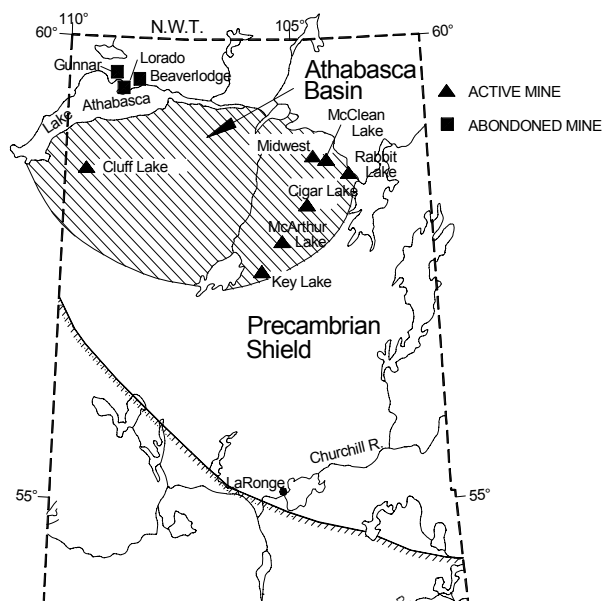 110°
N.W.T.
105°
60°
60°
Gunnar
Lorado
Beaverlodge
Lake Athabasca
Athabasca
Basin
ACTIVE MINE
ABONDONED MINE
McClean
Lake
Midwest
Rabbit
Lake
Cluff Lake
Cigar Lake
McArthur
Lake
Key Lake
Precambrian
Shield
Churchill R.
LaRonge
55°
55°